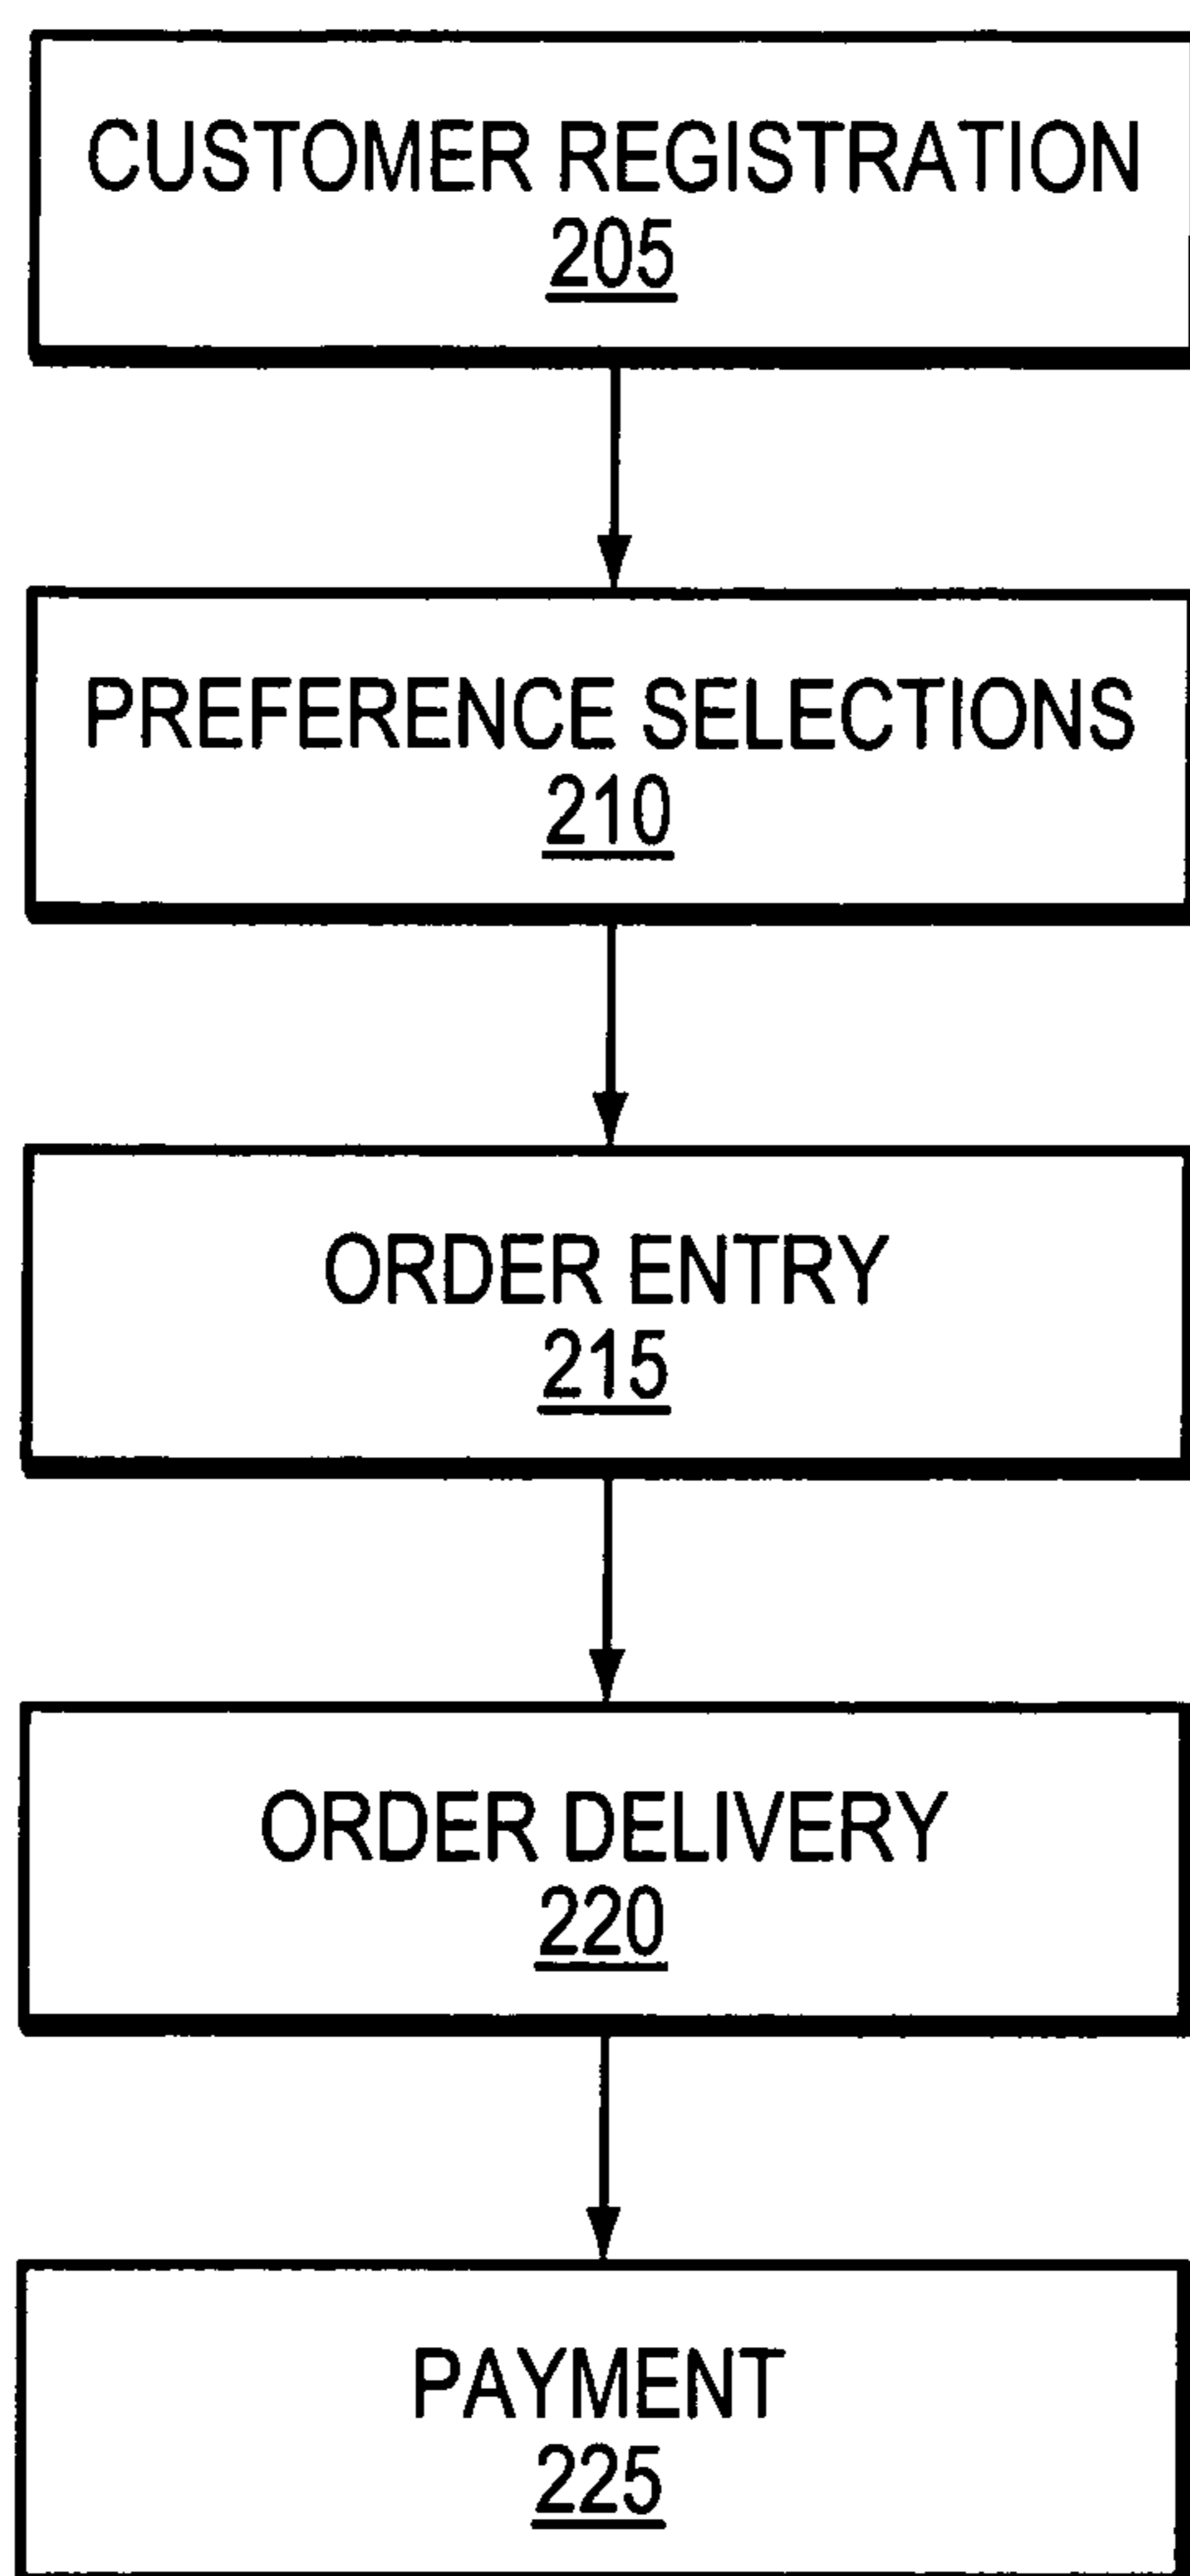 CUSTOMER REGISTRATION
205
PREFERENCE SELECTIONS
210
ORDER ENTRY
215
ORDER DELIVERY
220
PAYMENT
225